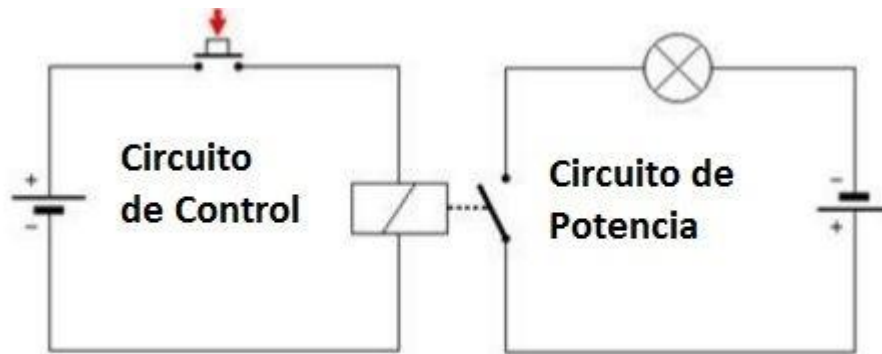 Circuito
de Control
Circuito de
Potencia
+
-
-
+